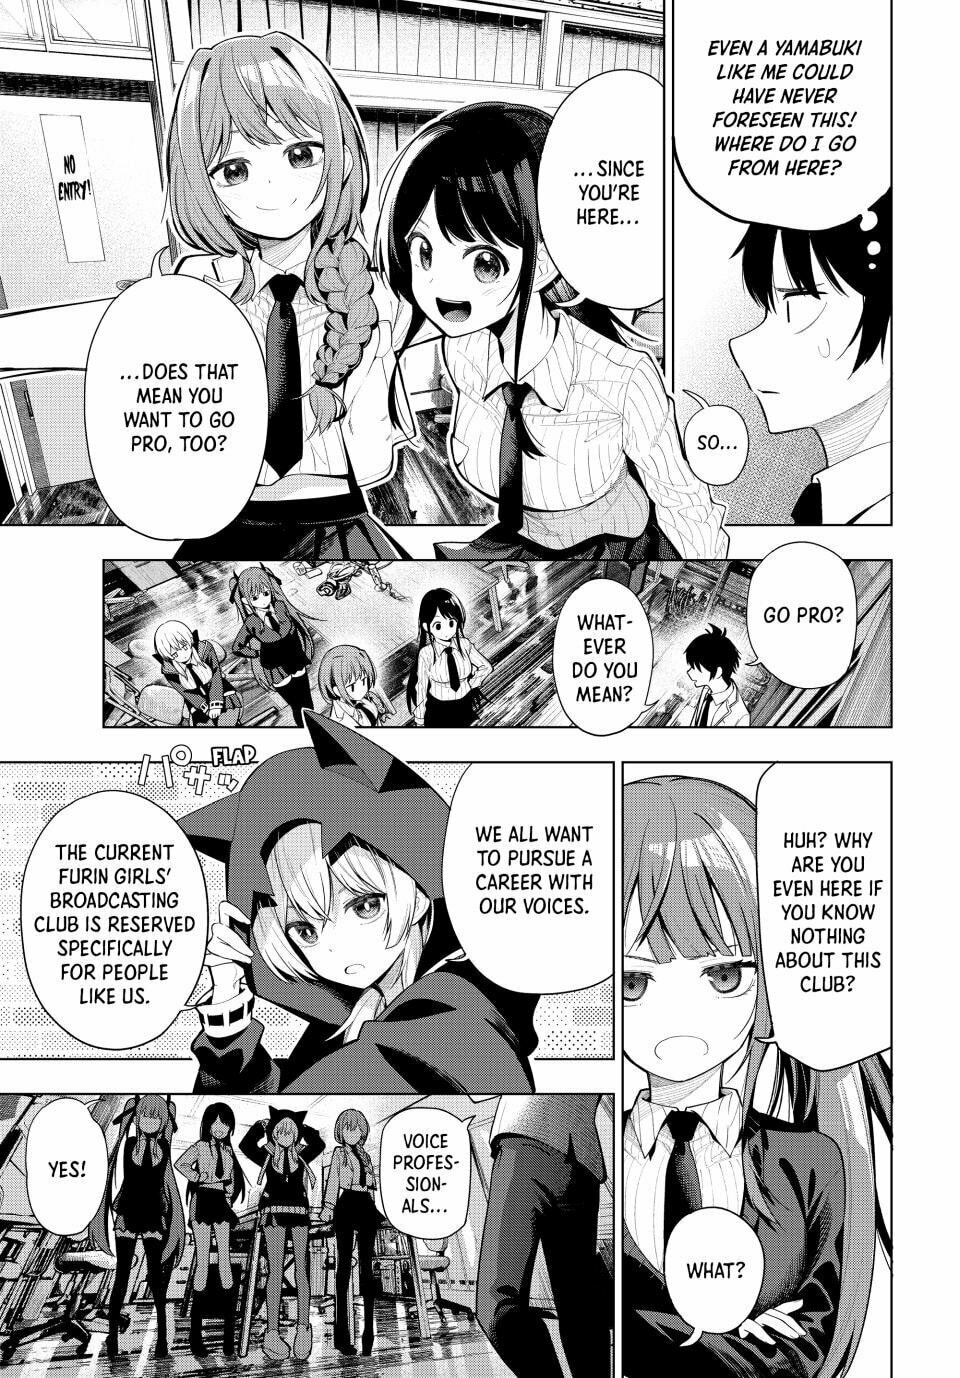 EVEN A YAMABUKI
LIKE ME COULD
HAVE NEVER
FORESEEN THIS!
WHERE DO I GO
FROM HERE?
SO...
...SINCE
YOU'RE
HERE...
NO
ENTRY!
...DOES THAT
MEAN YOU
WANT TO GO
PRO, TOO?
GO PRO?
WHAT-
EVER
DO YOU
MEAN?
HUH? WHY
ARE YOU
EVEN HERE IF
YOU KNOW
NOTHING
ABOUT THIS
CLUB?
WHAT?
パサッ
FLAP
WE ALL WANT
TO PURSUE A
CAREER WITH
OUR VOICES.
THE CURRENT
FURIN GIRLS'
BROADCASTING
CLUB IS RESERVED
SPECIFICALLY
FOR PEOPLE
LIKE US.
VOICE
PROFES-
SION-
ALS...
YES!